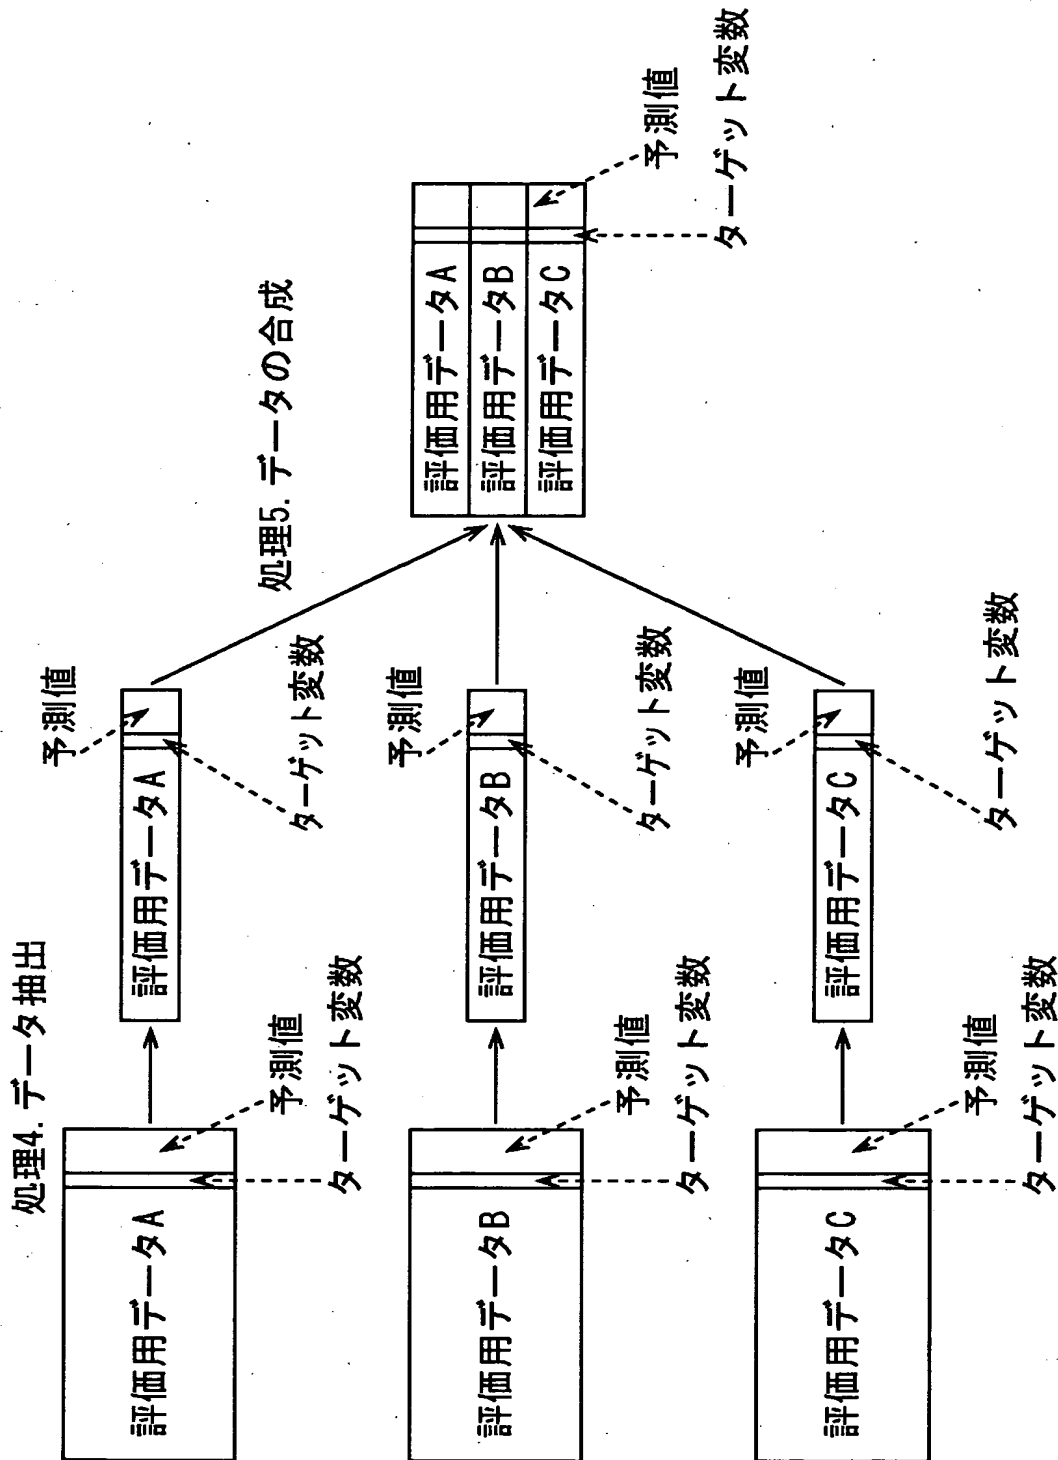 処理4. データ抽出
評価用データA
予測値
ターゲット変数
評価用データB
予測値
ターゲット変数
評価用データC
予測値
ターゲット変数
評価用データA
予測値
ターゲット変数
評価用データB
予測値
ターゲット変数
評価用データC
予測値
ターゲット変数
処理5. データの合成
評価用データA
評価用データB
評価用データC
予測値
ターゲット変数